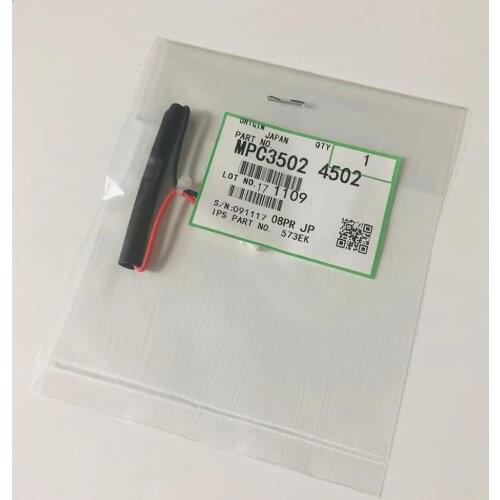 ORIGIN JAPAN
PART NO. QTY 1
MPC3502 4502
LOT NO. 17 1109
S/N:091117 08PR JP
IPS PART NO. 573EK